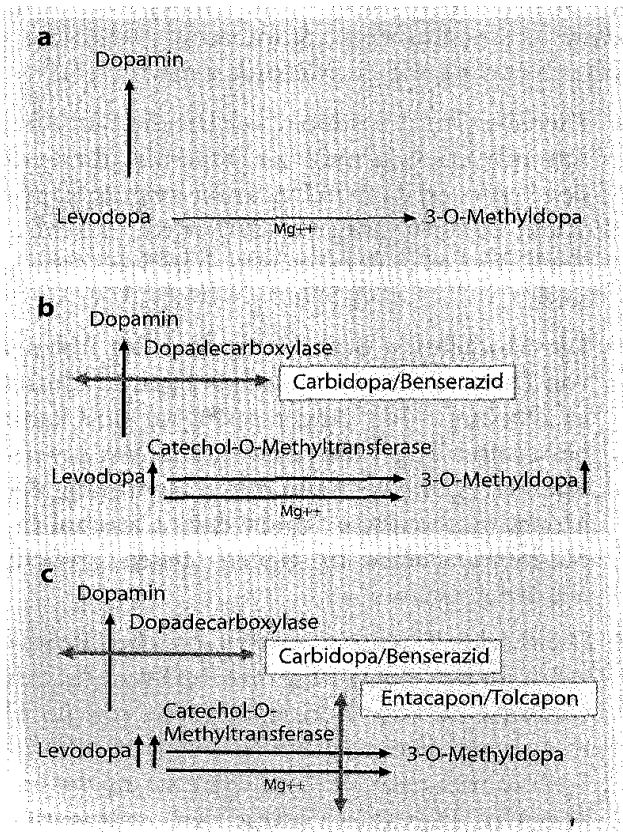 a
Dopamin
Levodopa
Mg++
3-O-Methyldopa
b
Dopamin
Dopadecarboxylase
Carbidopa/Benserazid
Catechol-O-Methyltransferase
Levodopa
3-O-Methyldopa
Mg++
c
Dopamin
Dopadecarboxylase
Carbidopa/Benserazid
Entacapon/Tolcapon
Catechol-O-
Methyltransferase
Levodopa
3-O-Methyldopa
Mg++